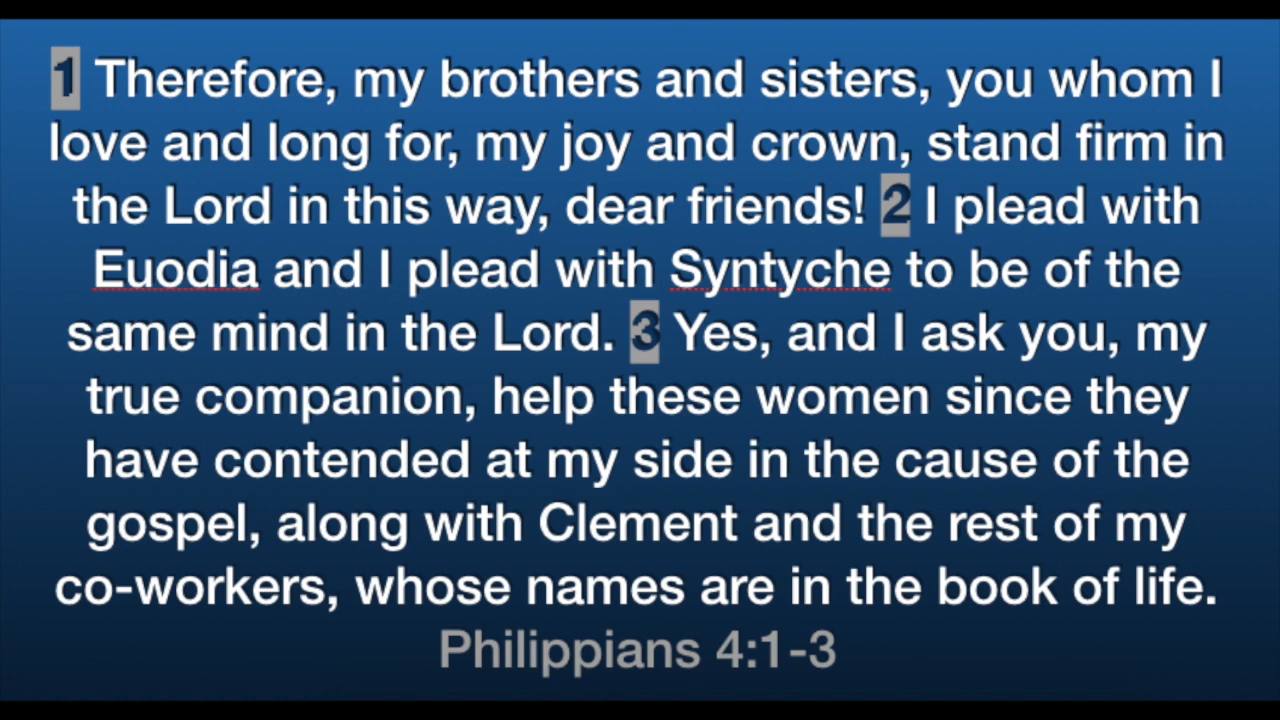 1 Therefore, my brothers and sisters, you whom I
love and long for, my joy and crown, stand firm in
the Lord in this way, dear friends! 2 I plead with
Euodia and I plead with Syntyche to be of the
same mind in the Lord. 3 Yes, and I ask you, my
true companion, help these women since they
have contended at my side in the cause of the
gospel, along with Clement and the rest of my
co-workers, whose names are in the book of life.
Philippians 4:1-3